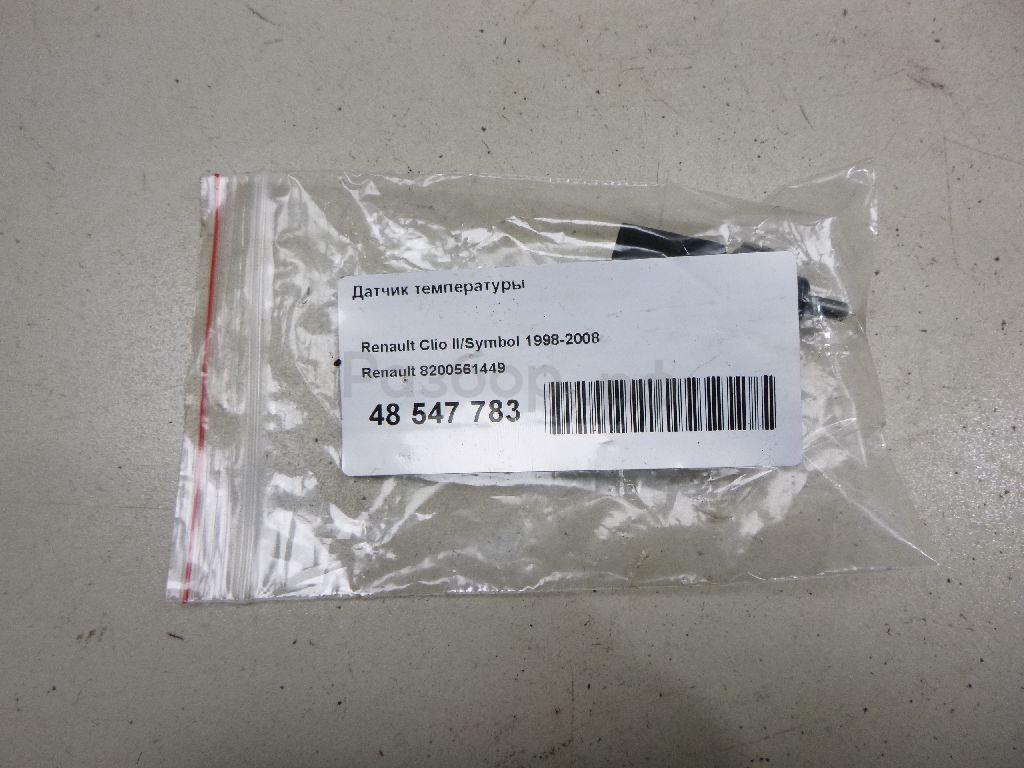 Датчик температуры
Renault Clio II/Symbol 1998-2008
Renault 8200561449
48 547 783